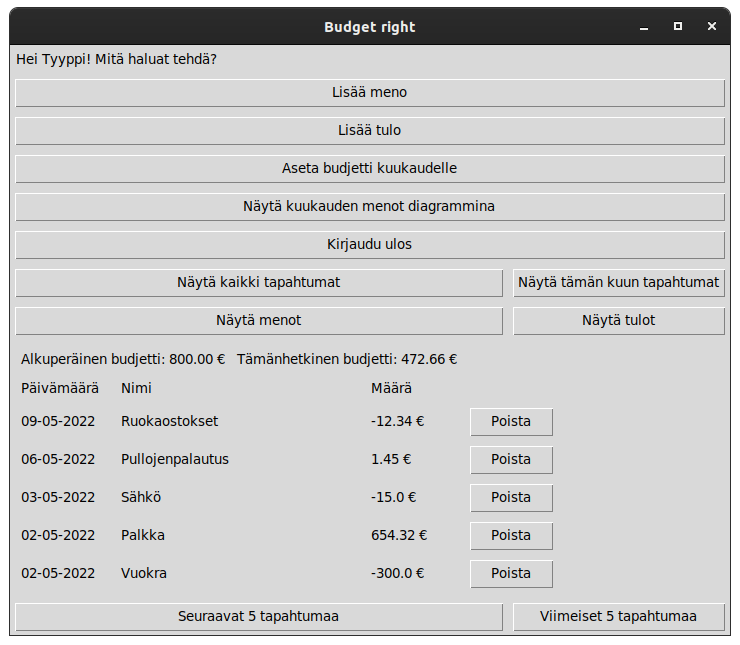 Budget right
Hei Tyyppi! Mitä haluat tehdä?
Lisää meno
Lisää tulo
Aseta budjetti kuukaudelle
Näytä kuukauden menot diagrammina
Kirjaudu ulos
Näytä kaikki tapahtumat Näytä tämän kuun tapahtumat
Näytä menot Näytä tulot
Alkuperäinen budjetti: 800.00 € Tämänhetkinen budjetti: 472.66 €
Päivämäärä Nimi Määrä
09-05-2022 Ruokaostokset -12.34 € Poista
06-05-2022 Pullojenpalautus 1.45 € Poista
03-05-2022 Sähkö -15.0 € Poista
02-05-2022 Palkka 654.32 € Poista
02-05-2022 Vuokra -300.0 € Poista
Seuraavat 5 tapahtumaa Viimeiset 5 tapahtumaa